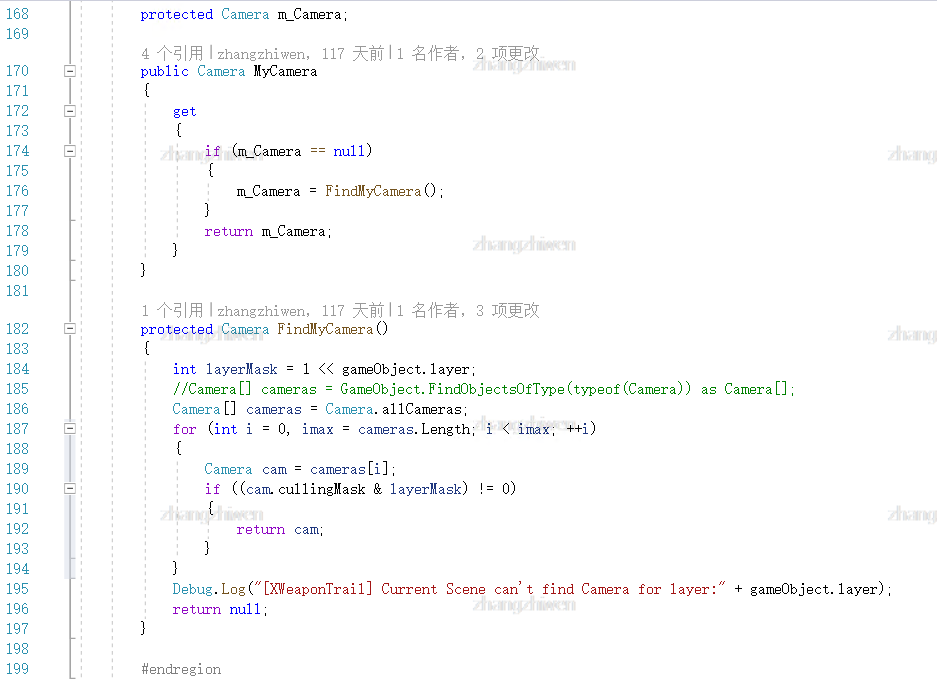 168 protected Camera m_Camera;
169
4 个引用|zhangzhiwen, 117 天前|1 名作者, 2 项更改
170 public Camera MyCamera
171 {
172 get
173 {
174 if (m_Camera == null)
175 {
176 m_Camera = FindMyCamera();
177 }
178 return m_Camera;
179 }
180 }
181
1 个引用|zhangzhiwen, 117 天前|1 名作者, 3 项更改
182 protected Camera FindMyCamera()
183 {
184 int layerMask = 1 << gameObject.layer;
185 //Camera[] cameras = GameObject.FindObjectsOfType(typeof(Camera)) as Camera[];
186 Camera[] cameras = Camera.allCameras;
187 for (int i = 0, imax = cameras.Length; i < imax; ++i)
188 {
189 Camera cam = cameras[i];
190 if ((cam.cullingMask & layerMask) != 0)
191 {
192 return cam;
193 }
194 }
195 Debug.Log("[XWeaponTrail] Current Scene can't find Camera for layer:" + gameObject.layer);
196 return null;
197 }
198
199 #endregion